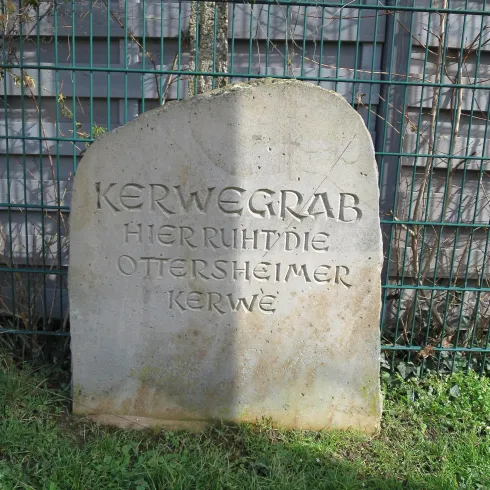 KERWEGRAB
HIER RUHT DIE
OTTERSHEIMER
KERWE